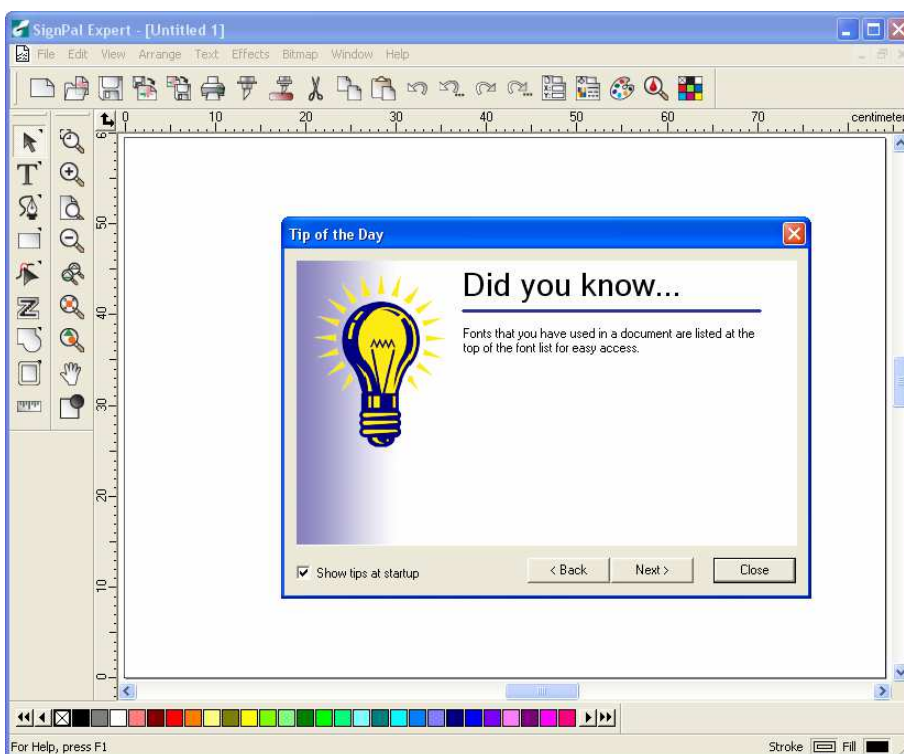 SignPal Expert - [Untitled 1]
File Edit View Arrange Text Effects Bitmap Window Help
0 10 20 30 40 50 60 70 centimeter
6
50
40
30
20
10
0
Tip of the Day
Did you know...
Fonts that you have used in a document are listed at the
top of the font list for easy access.
Show tips at startup
< Back Next > Close
For Help, press F1
Stroke Fill